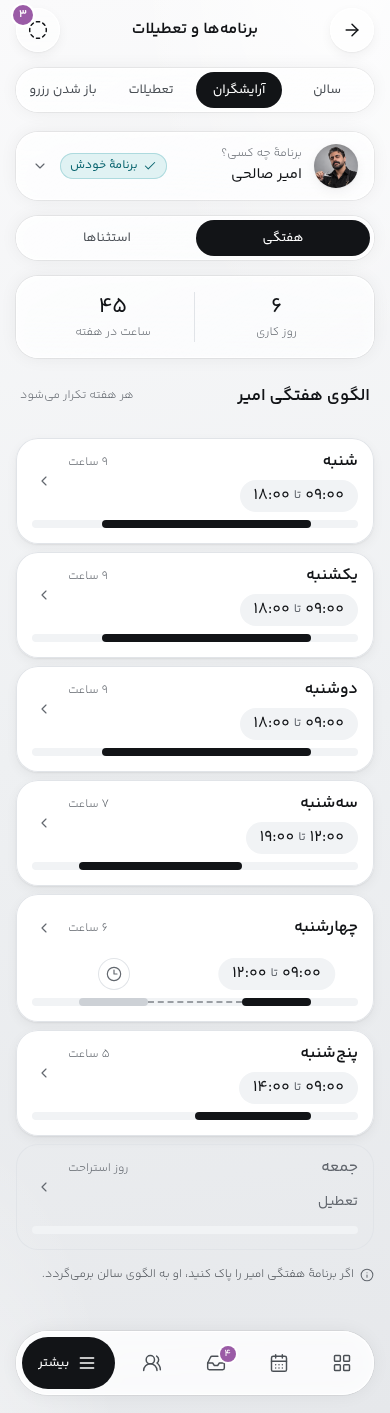 برنامه‌ها و تعطیلات
۳
سالن
آرایشگران
تعطیلات
باز شدن رزرو
برنامهٔ چه کسی؟
امیر صالحی
برنامهٔ خودش
هفتگی
استثناها
۶
روز کاری
۴۵
ساعت در هفته
الگوی هفتگی امیر
هر هفته تکرار می‌شود
شنبه
۹ ساعت
۰۹:۰۰ تا ۱۸:۰۰
یکشنبه
۹ ساعت
۰۹:۰۰ تا ۱۸:۰۰
دوشنبه
۹ ساعت
۰۹:۰۰ تا ۱۸:۰۰
سه‌شنبه
۷ ساعت
۱۲:۰۰ تا ۱۹:۰۰
چهارشنبه
۶ ساعت
۰۹:۰۰ تا ۱۲:۰۰
پنج‌شنبه
۵ ساعت
۰۹:۰۰ تا ۱۴:۰۰
جمعه
روز استراحت
تعطیل
اگر برنامهٔ هفتگی امیر را پاک کنید، او به الگوی سالن برمی‌گردد.
۴
بیشتر